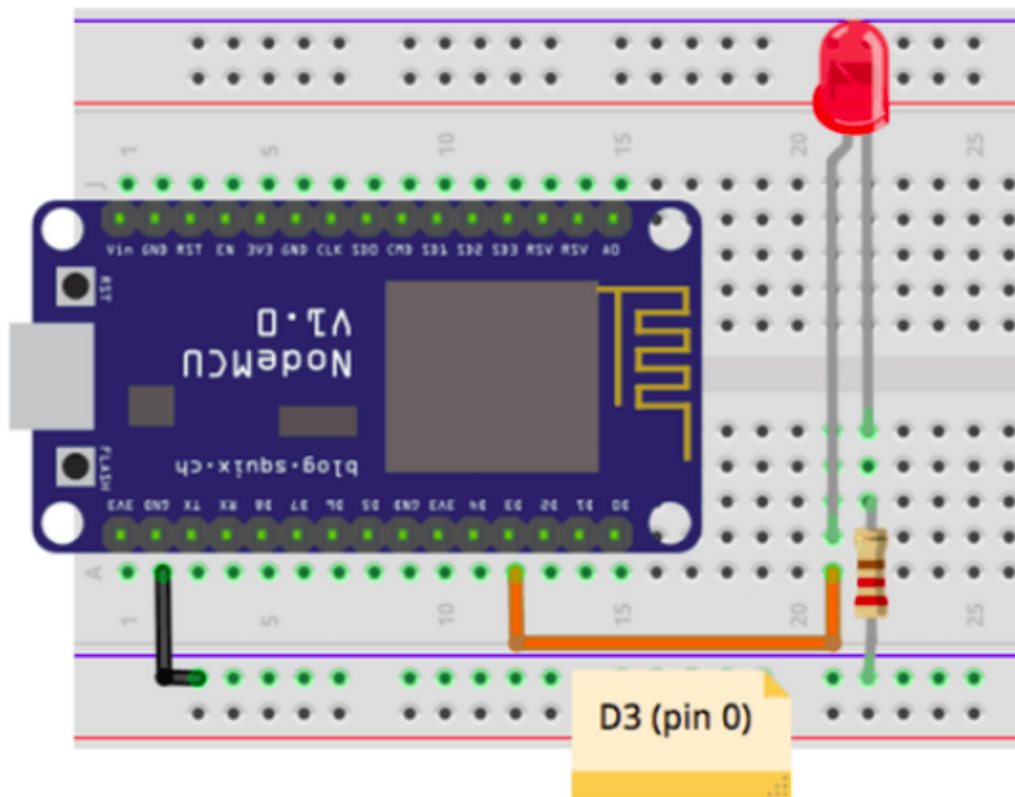 1 5 10 15 20 25
J
Vin GND RST EN 3V3 GND CLK SD0 CMD SD1 SD2 SD3 RSV RSV A0
RST
V1.0
NodeMCU
blog.squix.ch
FLASH
3V3 GND TX RX D8 D7 D6 D5 GND 3V3 D4 D3 D2 D1 D0
A
1 5 15 20 25
D3 (pin 0)